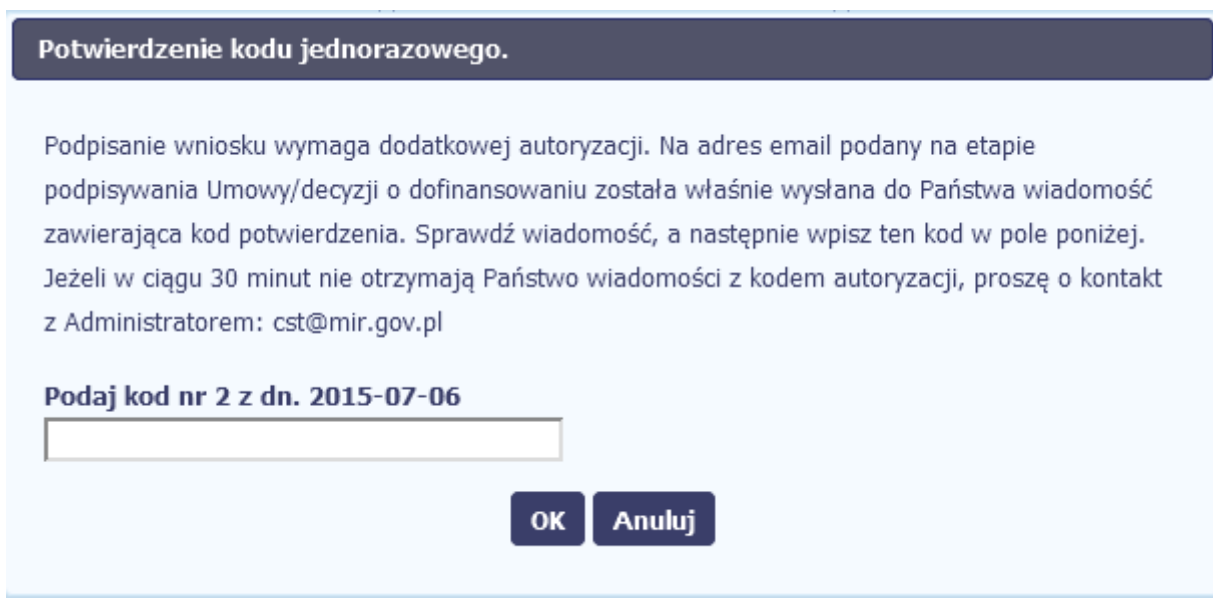 Potwierdzenie kodu jednorazowego.
Podpisanie wniosku wymaga dodatkowej autoryzacji. Na adres email podany na etapie
podpisywania Umowy/decyzji o dofinansowaniu została właśnie wysłana do Państwa wiadomość
zawierająca kod potwierdzenia. Sprawdź wiadomość, a następnie wpisz ten kod w pole poniżej.
Jeżeli w ciągu 30 minut nie otrzymają Państwo wiadomości z kodem autoryzacji, proszę o kontakt
z Administratorem: cst@mir.gov.pl
Podaj kod nr 2 z dn. 2015-07-06
OK Anuluj